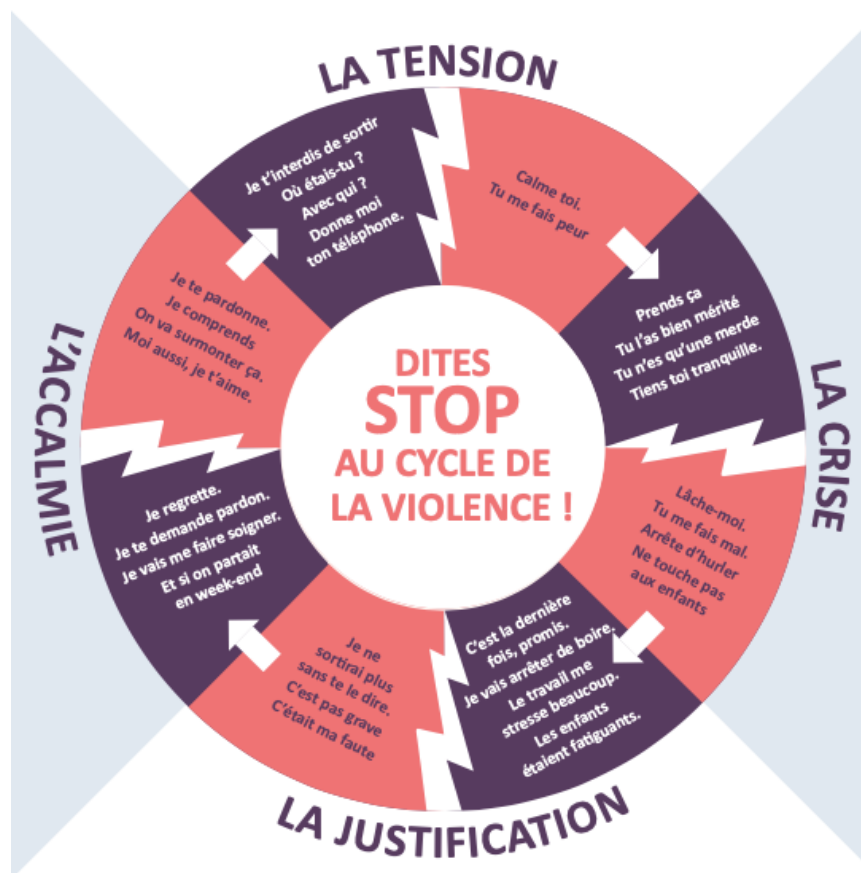 LA TENSION
Je t'interdis de sortir
Où étais-tu ?
Avec qui ?
Donne moi
ton téléphone.
Calme toi.
Tu me fais peur
LA CRISE
Prends ça
Tu l'as bien mérité
Tu n'es qu'une merde
Tiens toi tranquille.
Lâche-moi.
Tu me fais mal.
Arrête d'hurler
Ne touche pas
aux enfants
LA JUSTIFICATION
C'est la dernière
fois, promis.
Je vais arrêter de boire.
Le travail me
stresse beaucoup.
Les enfants
étaient fatiguants.
Je ne
sortirai plus
sans te le dire.
C'est pas grave
C'était ma faute
L'ACCALMIE
Je regrette.
Je te demande pardon.
Je vais me faire soigner.
Et si on partait
en week-end
Je te pardonne.
Je comprends
On va surmonter ça.
Moi aussi, je t'aime.
DITES
STOP
AU CYCLE DE
LA VIOLENCE !